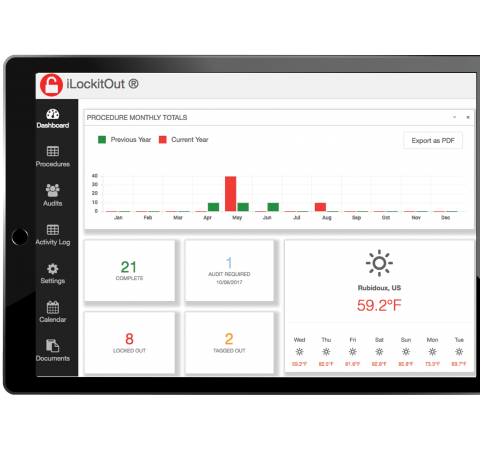 iLockitOut ®
Dashboard
Procedures
Audits
Activity Log
Settings
Calendar
Documents
PROCEDURE MONTHLY TOTALS
Previous Year Current Year
Export as PDF
40
30
20
10
0
Jan Feb Mar Apr May Jun Jul Aug Sep Oct Nov Dec
21
COMPLETE
1
AUDIT REQUIRED
10/06/2017
8
LOCKED OUT
2
TAGGED OUT
Rubidoux, US
59.2°F
Wed Thu Fri Sat Sun Mon Tue
59.2°F 82.6°F 81.6°F 82.8°F 82.8°F 73.3°F 69.7°F